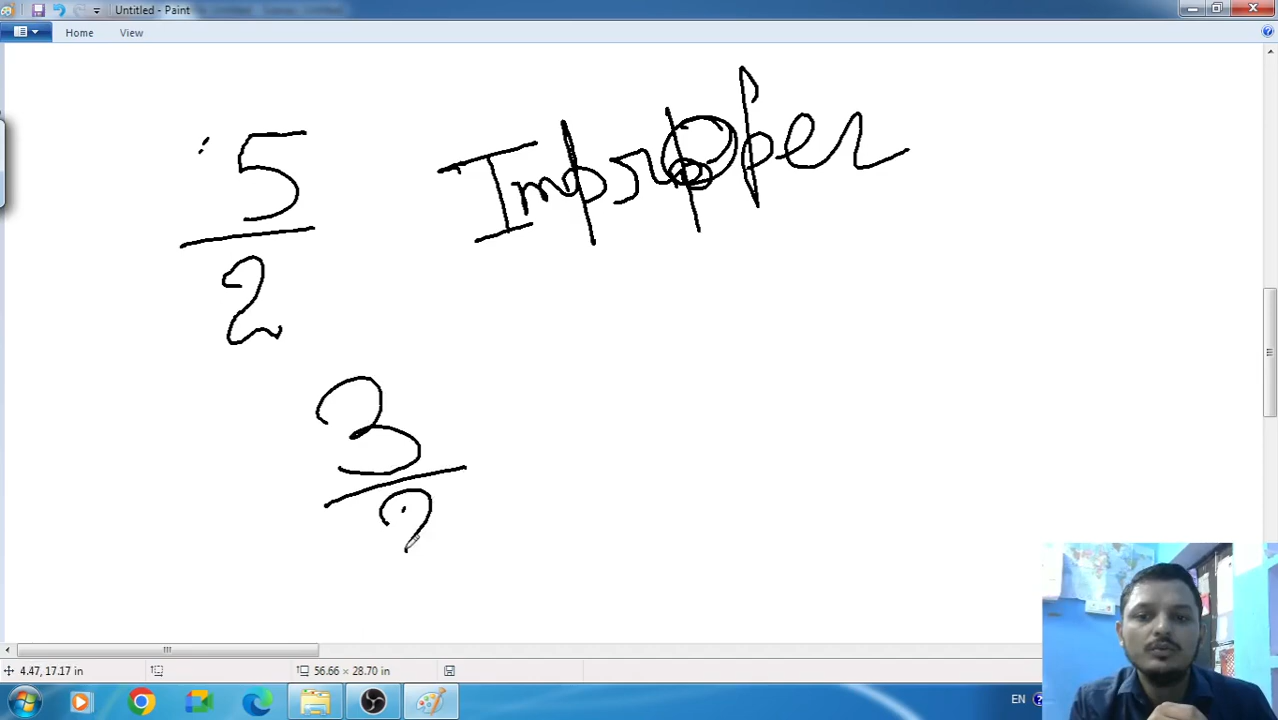 Untitled - Paint
Home View
5 Improper
2
3
2
4.47, 17.17 in 56.66 × 28.70 in
EN